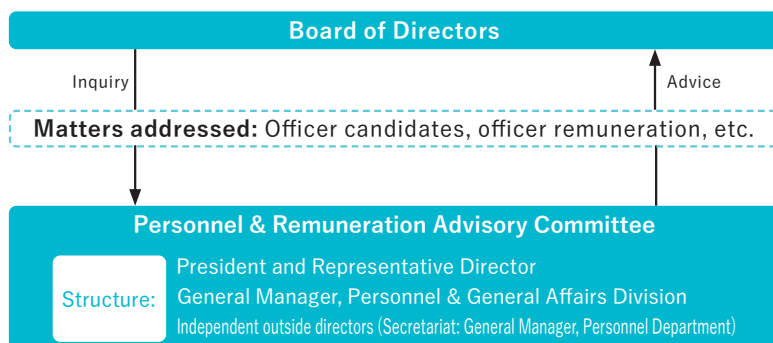 Board of Directors
Inquiry
Advice
Matters addressed: Officer candidates, officer remuneration, etc.
Personnel & Remuneration Advisory Committee
Structure:
President and Representative Director
General Manager, Personnel & General Affairs Division
Independent outside directors (Secretariat: General Manager, Personnel Department)